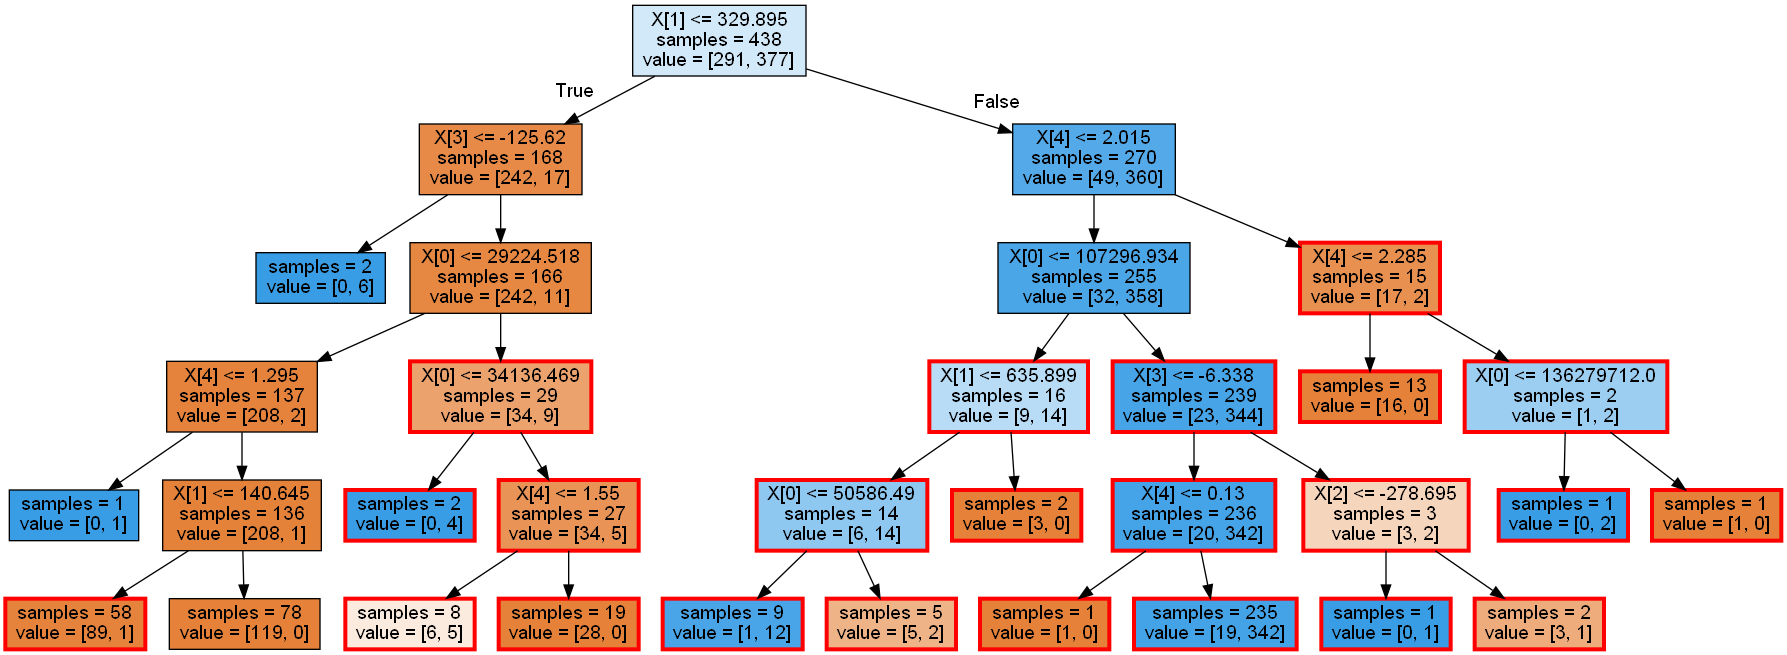 X[1] <= 329.895
samples = 438
value = [291, 377]
True
False
X[3] <= -125.62
samples = 168
value = [242, 17]
X[4] <= 2.015
samples = 270
value = [49, 360]
samples = 2
value = [0, 6]
X[0] <= 29224.518
samples = 166
value = [242, 11]
X[0] <= 107296.934
samples = 255
value = [32, 358]
X[4] <= 2.285
samples = 15
value = [17, 2]
X[4] <= 1.295
samples = 137
value = [208, 2]
X[0] <= 34136.469
samples = 29
value = [34, 9]
X[1] <= 635.899
samples = 16
value = [9, 14]
X[3] <= -6.338
samples = 239
value = [23, 344]
samples = 13
value = [16, 0]
X[0] <= 136279712.0
samples = 2
value = [1, 2]
samples = 1
value = [0, 1]
X[1] <= 140.645
samples = 136
value = [208, 1]
samples = 2
value = [0, 4]
X[4] <= 1.55
samples = 27
value = [34, 5]
X[0] <= 50586.49
samples = 14
value = [6, 14]
samples = 2
value = [3, 0]
X[4] <= 0.13
samples = 236
value = [20, 342]
X[2] <= -278.695
samples = 3
value = [3, 2]
samples = 1
value = [0, 2]
samples = 1
value = [1, 0]
samples = 58
value = [89, 1]
samples = 78
value = [119, 0]
samples = 8
value = [6, 5]
samples = 19
value = [28, 0]
samples = 9
value = [1, 12]
samples = 5
value = [5, 2]
samples = 1
value = [1, 0]
samples = 235
value = [19, 342]
samples = 1
value = [0, 1]
samples = 2
value = [3, 1]